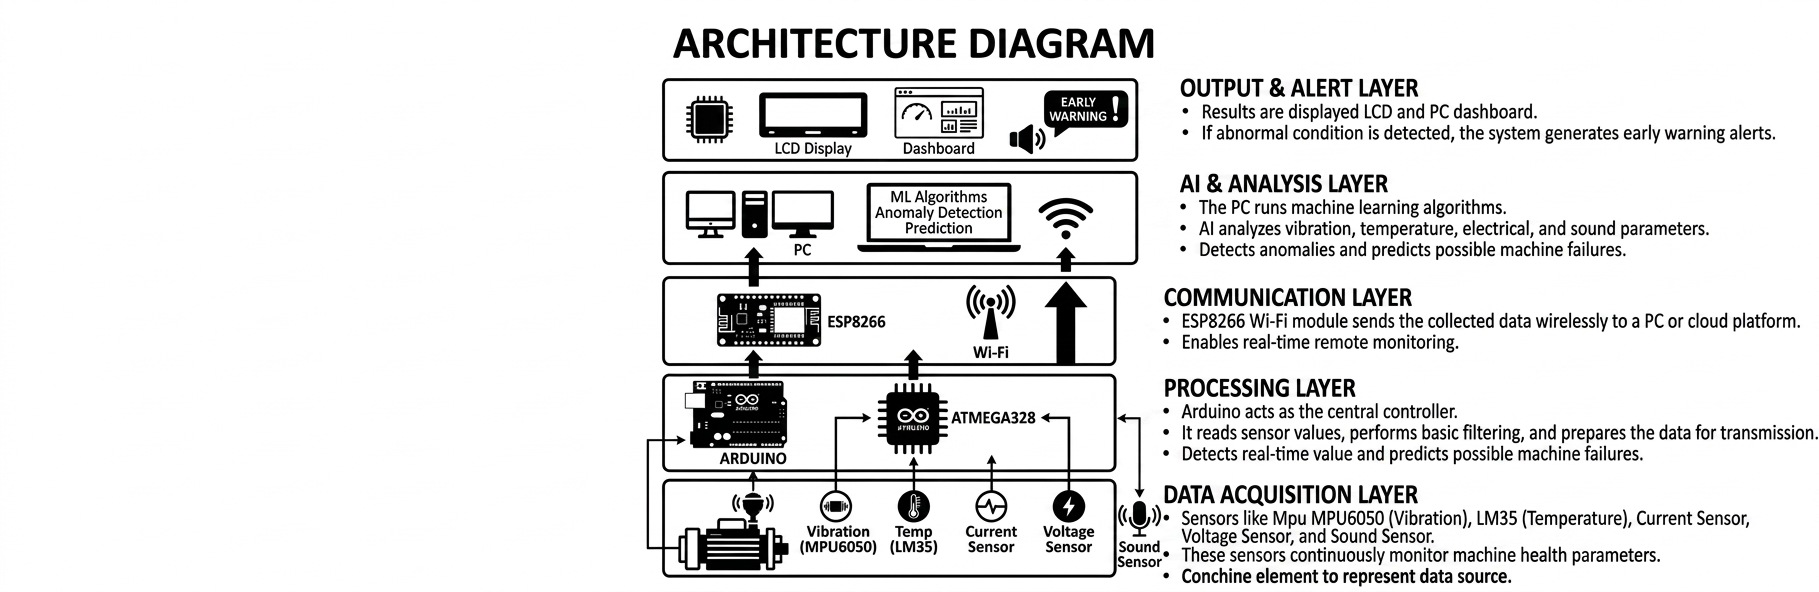 ARCHITECTURE DIAGRAM
EARLY
WARNING !
LCD Display
Dashboard
OUTPUT & ALERT LAYER
• Results are displayed LCD and PC dashboard.
• If abnormal condition is detected, the system generates early warning alerts.
ML Algorithms
Anomaly Detection
Prediction
PC
AI & ANALYSIS LAYER
• The PC runs machine learning algorithms.
• AI analyzes vibration, temperature, electrical, and sound parameters.
• Detects anomalies and predicts possible machine failures.
ESP8266
Wi-Fi
COMMUNICATION LAYER
• ESP8266 Wi-Fi module sends the collected data wirelessly to a PC or cloud platform.
• Enables real-time remote monitoring.
ARDUINO
ATMEGA328
PROCESSING LAYER
• Arduino acts as the central controller.
• It reads sensor values, performs basic filtering, and prepares the data for transmission.
• Detects real-time value and predicts possible machine failures.
Vibration
(MPU6050)
Temp
(LM35)
Current
Sensor
Voltage
Sensor
Sound
Sensor
DATA ACQUISITION LAYER
• Sensors like Mpu MPU6050 (Vibration), LM35 (Temperature), Current Sensor,
Voltage Sensor, and Sound Sensor.
• These sensors continuously monitor machine health parameters.
• Conchine element to represent data source.